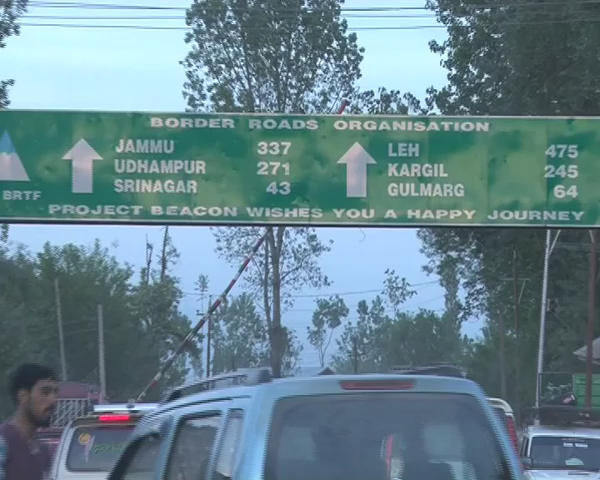 BORDER ROADS ORGANISATION
JAMMU 337
UDHAMPUR 271
SRINAGAR 43
LEH 475
KARGIL 245
GULMARG 64
BRTF
PROJECT BEACON WISHES YOU A HAPPY JOURNEY